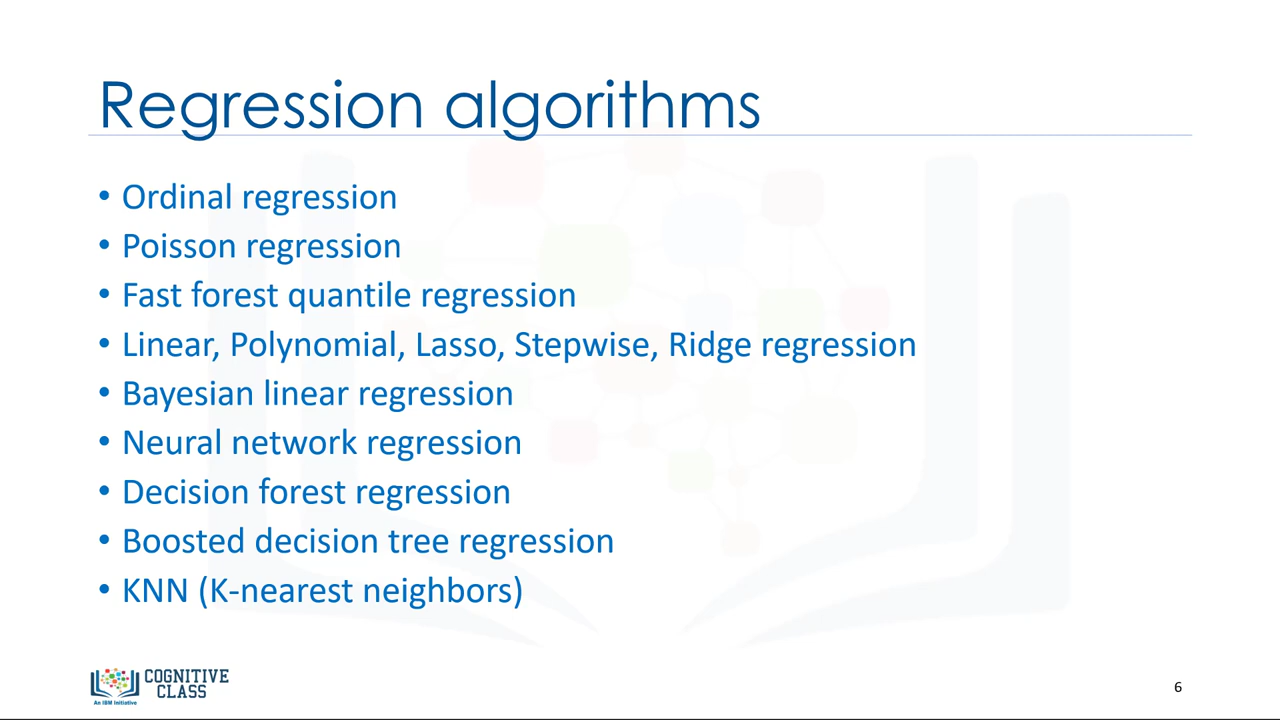 Regression algorithms
• Ordinal regression
• Poisson regression
• Fast forest quantile regression
• Linear, Polynomial, Lasso, Stepwise, Ridge regression
• Bayesian linear regression
• Neural network regression
• Decision forest regression
• Boosted decision tree regression
• KNN (K-nearest neighbors)
COGNITIVE
CLASS
An IBM Initiative
6